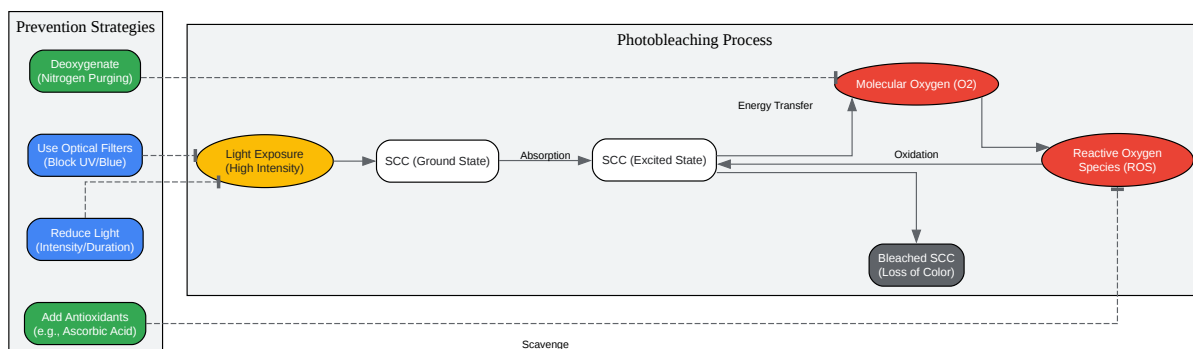 Prevention Strategies
Deoxygenate
(Nitrogen Purging)
Use Optical Filters
(Block UV/Blue)
Reduce Light
(Intensity/Duration)
Add Antioxidants
(e.g., Ascorbic Acid)
Photobleaching Process
Light Exposure
(High Intensity)
SCC (Ground State)
Absorption
SCC (Excited State)
Energy Transfer
Molecular Oxygen (O2)
Oxidation
Reactive Oxygen
Species (ROS)
Bleached SCC
(Loss of Color)
Scavenge